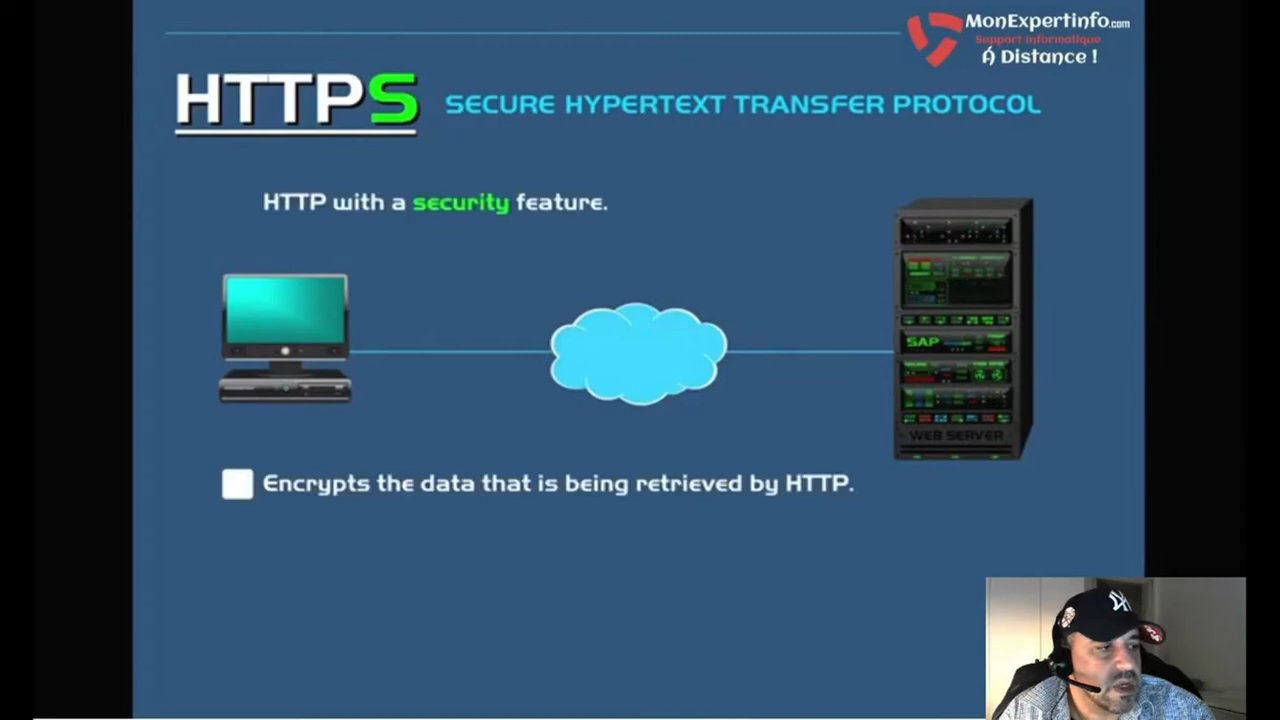 MonExpertinfo.com
Support Informatique
Á Distance !
HTTPS SECURE HYPERTEXT TRANSFER PROTOCOL
HTTP with a security feature.
SAP
WEB SERVER
Encrypts the data that is being retrieved by HTTP.